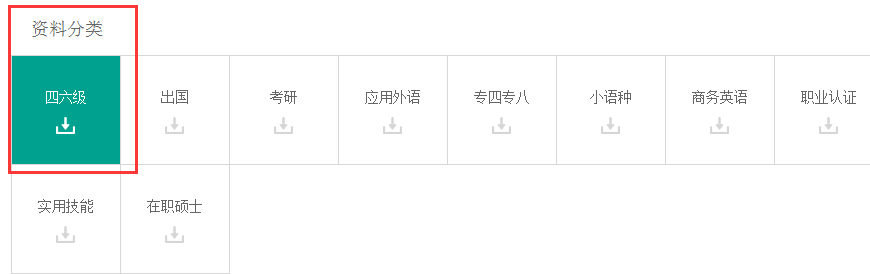 资料分类
四六级 出国 考研 应用外语 专四专八 小语种 商务英语 职业认证
实用技能 在职硕士